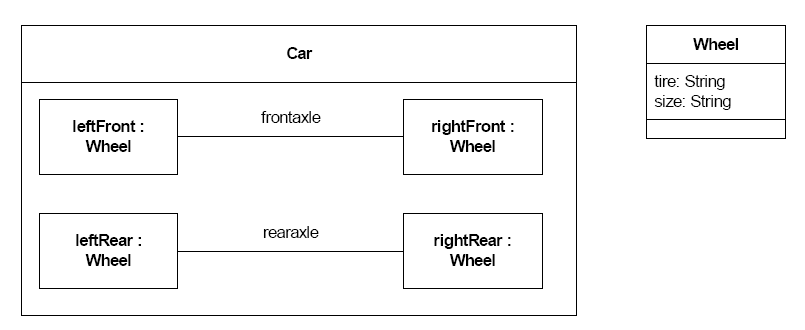 Car
Wheel
tire: String
size: String
leftFront :
Wheel
frontaxle
rightFront :
Wheel
leftRear :
Wheel
rearaxle
rightRear :
Wheel